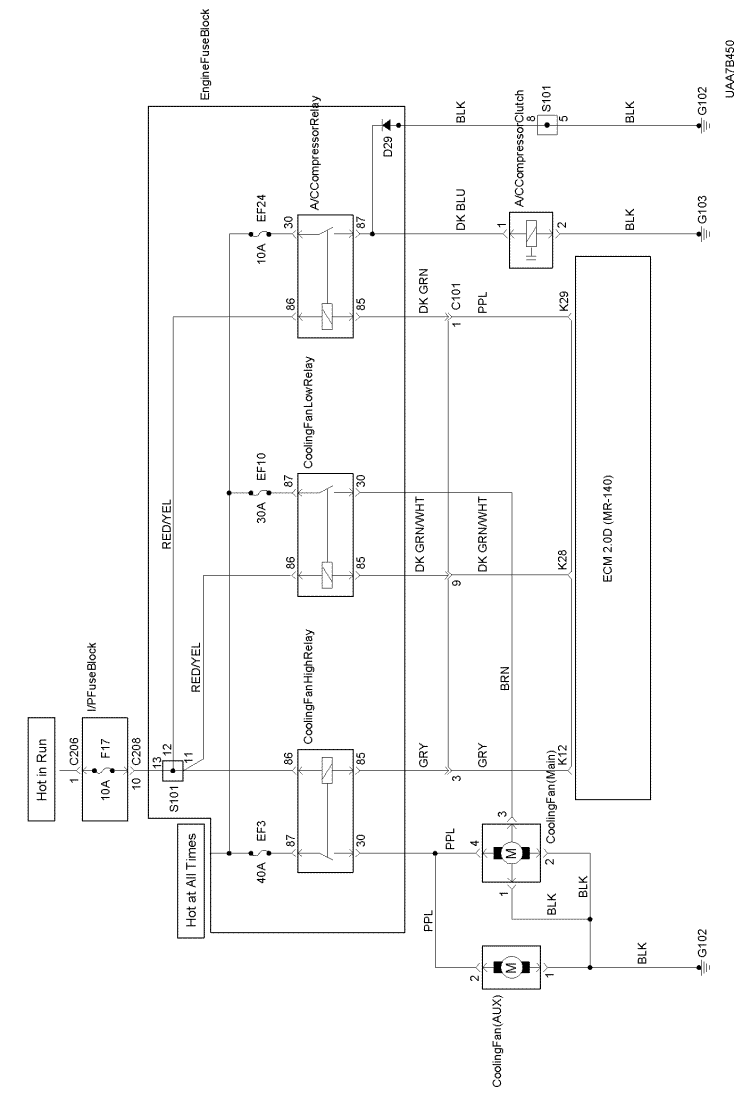 Hot in Run
Hot at All Times
I/PFuseBlock
EngineFuseBlock
1
C206
10A
F17
10
C208
13
12
11
S101
RED/YEL
RED/YEL
40A
EF3
30A
EF10
10A
EF24
87
86
86
87
86
30
CoolingFanHighRelay
CoolingFanLowRelay
A/CCompressorRelay
30
85
85
30
85
87
D29
PPL
PPL
GRY
DK GRN/WHT
DK GRN
DK BLU
BLK
3
9
1
C101
GRY
DK GRN/WHT
PPL
BRN
2
4
3
1
8
S101
5
M
M
A/CCompressorClutch
CoolingFan(AUX)
CoolingFan(Main)
1
1
2
2
BLK
BLK
K12
K28
K29
ECM 2.0D (MR-140)
BLK
BLK
BLK
G102
G103
G102
UAA7B450